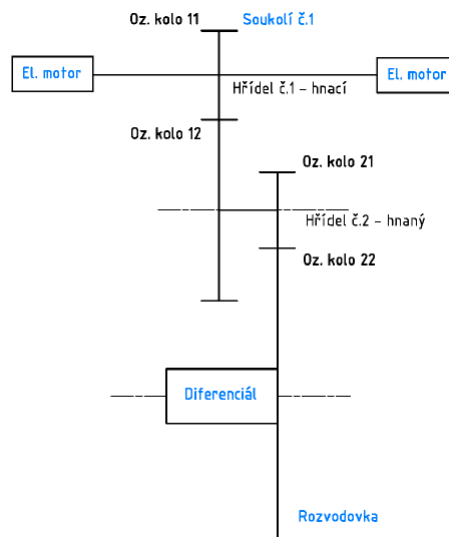 Oz. kolo 11
Soukolí č.1
El. motor
El. motor
Hřídel č.1 – hnací
Oz. kolo 12
Oz. kolo 21
Hřídel č.2 – hnaný
Oz. kolo 22
Diferenciál
Rozvodovka